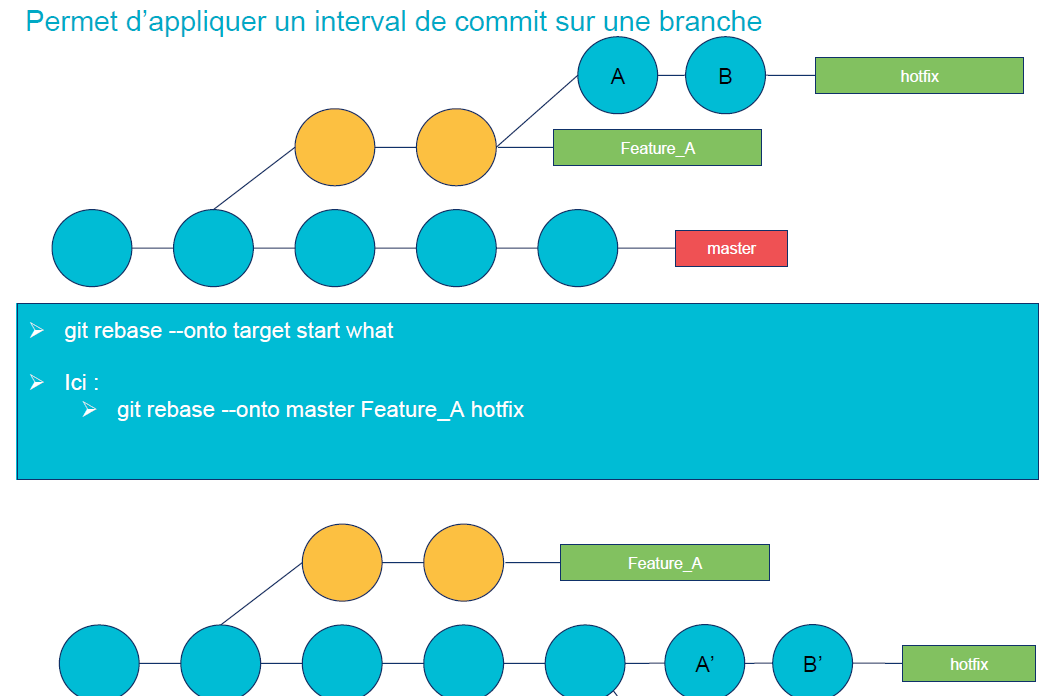 Permet d’appliquer un interval de commit sur une branche
A
B
hotfix
Feature_A
master
git rebase --onto target start what
Ici :
git rebase --onto master Feature_A hotfix
Feature_A
A’
B’
hotfix